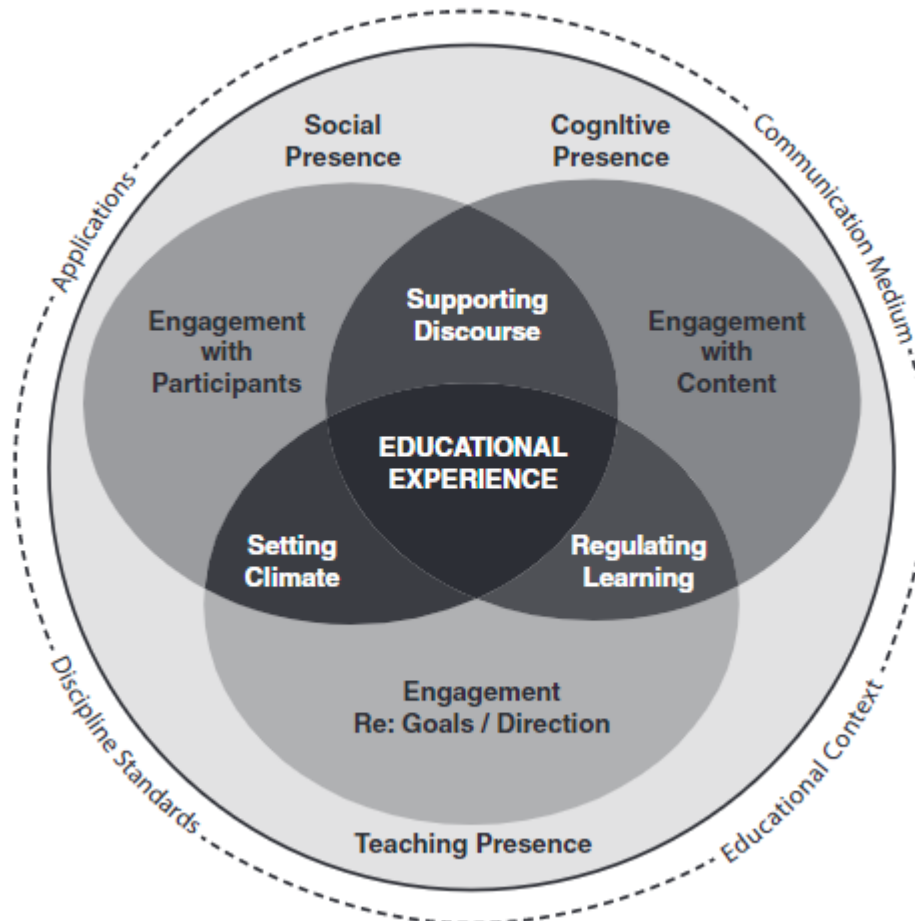 Social
Presence
CognItive
Presence
Applications
Communication Medium
Engagement
with
Participants
Supporting
Discourse
Engagement
with
Content
EDUCATIONAL
EXPERIENCE
Setting
Climate
Regulating
Learning
Engagement
Re: Goals / Direction
Teaching Presence
Discipline Standards
Educational Context